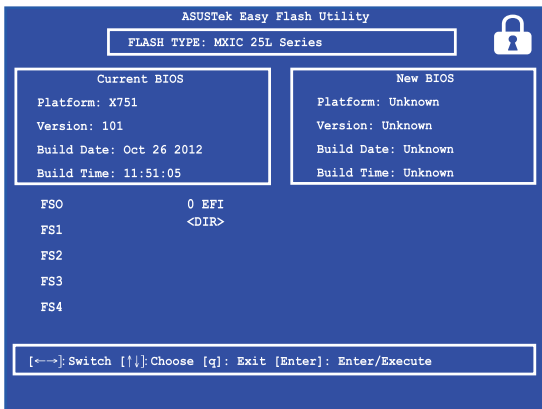 ASUSTek Easy Flash Utility
FLASH TYPE: MXIC 25L Series
Current BIOS
Platform: X751
Version: 101
Build Date: Oct 26 2012
Build Time: 11:51:05
New BIOS
Platform: Unknown
Version: Unknown
Build Date: Unknown
Build Time: Unknown
FSO 0 EFI
<DIR>
FS1
FS2
FS3
FS4
[←→]: Switch [↑↓]: Choose [q]: Exit [Enter]: Enter/Execute